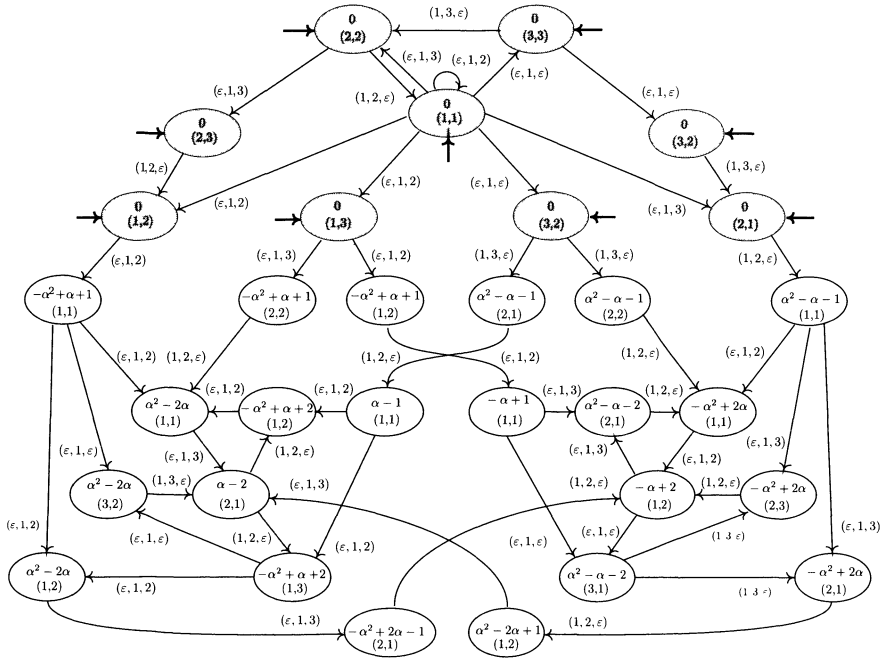 (1,3,ε)
0
(2,2)
0
(3,3)
(ε,1,3)
(ε,1,2)
(ε,1,ε)
(ε,1,3)
(1,2,ε)
(ε,1,ε)
0
(1,1)
0
(2,3)
0
(3,2)
(1,2,ε)
(ε,1,2)
(ε,1,2)
(ε,1,ε)
(ε,1,3)
(1,3,ε)
0
(1,2)
0
(1,3)
0
(3,2)
0
(2,1)
(ε,1,2)
(ε,1,3)
(ε,1,2)
(1,3,ε)
(1,3,ε)
(1,2,ε)
−α²+α+1
(1,1)
−α² + α + 1
(2,2)
−α² + α + 1
(1,2)
α² − α − 1
(2,1)
α² − α − 1
(2,2)
α² − α − 1
(1,1)
(ε,1,2)
(1,2,ε)
(1,2,ε)
(ε,1,2)
(1,2,ε)
(ε,1,2)
(ε,1,2)
(ε,1,2)
(ε,1,3)
(1,2,ε)
α² − 2α
(1,1)
−α² + α + 2
(1,2)
α − 1
(1,1)
−α + 1
(1,1)
α² − α − 2
(2,1)
−α² + 2α
(1,1)
(ε,1,ε)
(ε,1,3)
(1,2,ε)
(ε,1,3)
(ε,1,2)
(ε,1,3)
α² − 2α
(3,2)
(1,3,ε)
α − 2
(2,1)
(ε,1,3)
(1,2,ε)
−α + 2
(1,2)
(1,2,ε)
−α² + 2α
(2,3)
(ε,1,2)
(ε,1,ε)
(1,2,ε)
(ε,1,2)
(ε,1,ε)
(ε,1,ε)
(1 3 ε)
(ε,1,3)
α² − 2α
(1,2)
(ε,1,2)
−α² + α + 2
(1,3)
α² − α − 2
(3,1)
(1 3 ε)
−α² + 2α
(2,1)
(ε,1,3)
−α² + 2α − 1
(2,1)
α² − 2α + 1
(1,2)
(1,2,ε)